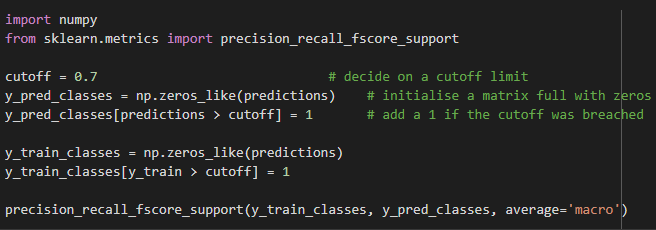 import numpy
from sklearn.metrics import precision_recall_fscore_support
cutoff = 0.7 # decide on a cutoff limit
y_pred_classes = np.zeros_like(predictions) # initialise a matrix full with zeros
y_pred_classes[predictions > cutoff] = 1 # add a 1 if the cutoff was breached
y_train_classes = np.zeros_like(predictions)
y_train_classes[y_train > cutoff] = 1
precision_recall_fscore_support(y_train_classes, y_pred_classes, average='macro')